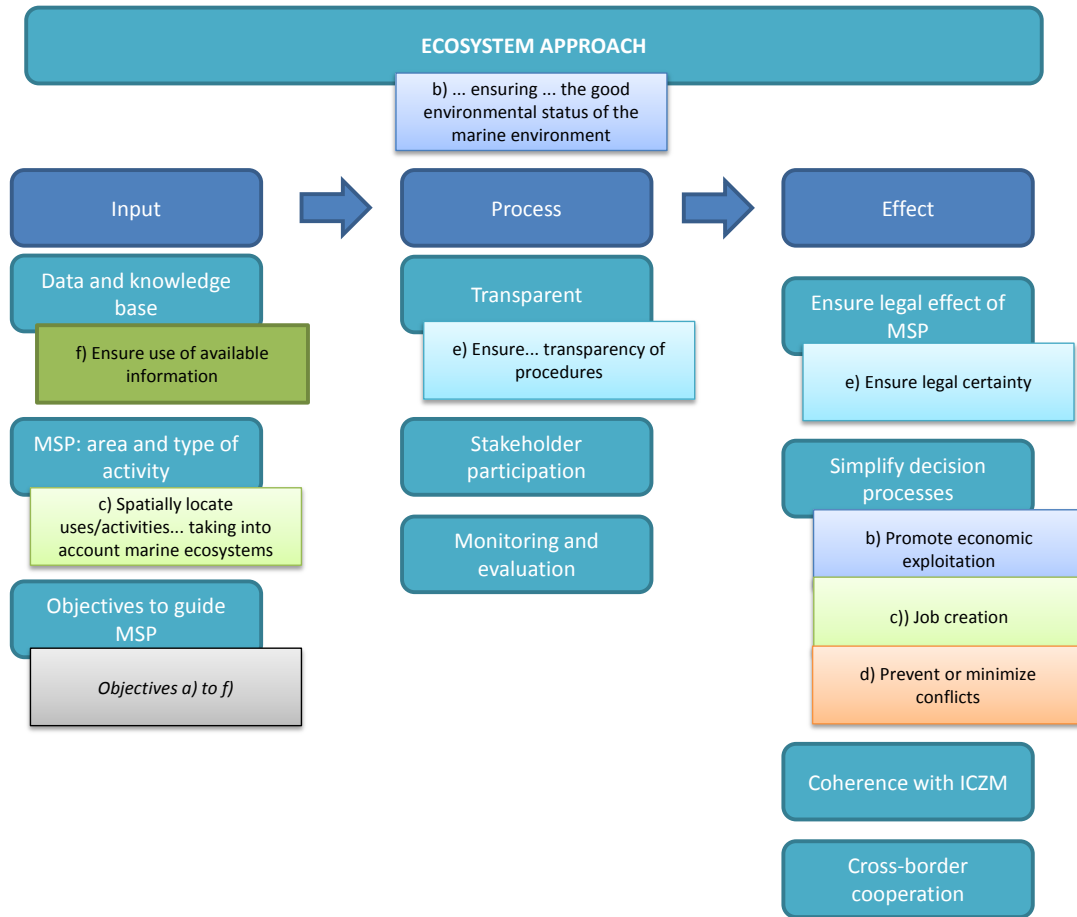 ECOSYSTEM APPROACH
b) ... ensuring ... the good
environmental status of the
marine environment
Input
Process
Effect
Data and knowledge
base
f) Ensure use of available
information
MSP: area and type of
activity
c) Spatially locate
uses/activities... taking into
account marine ecosystems
Objectives to guide
MSP
Objectives a) to f)
Transparent
e) Ensure... transparency of
procedures
Stakeholder
participation
Monitoring and
evaluation
Ensure legal effect of
MSP
e) Ensure legal certainty
Simplify decision
processes
b) Promote economic
exploitation
c)) Job creation
d) Prevent or minimize
conflicts
Coherence with ICZM
Cross-border
cooperation